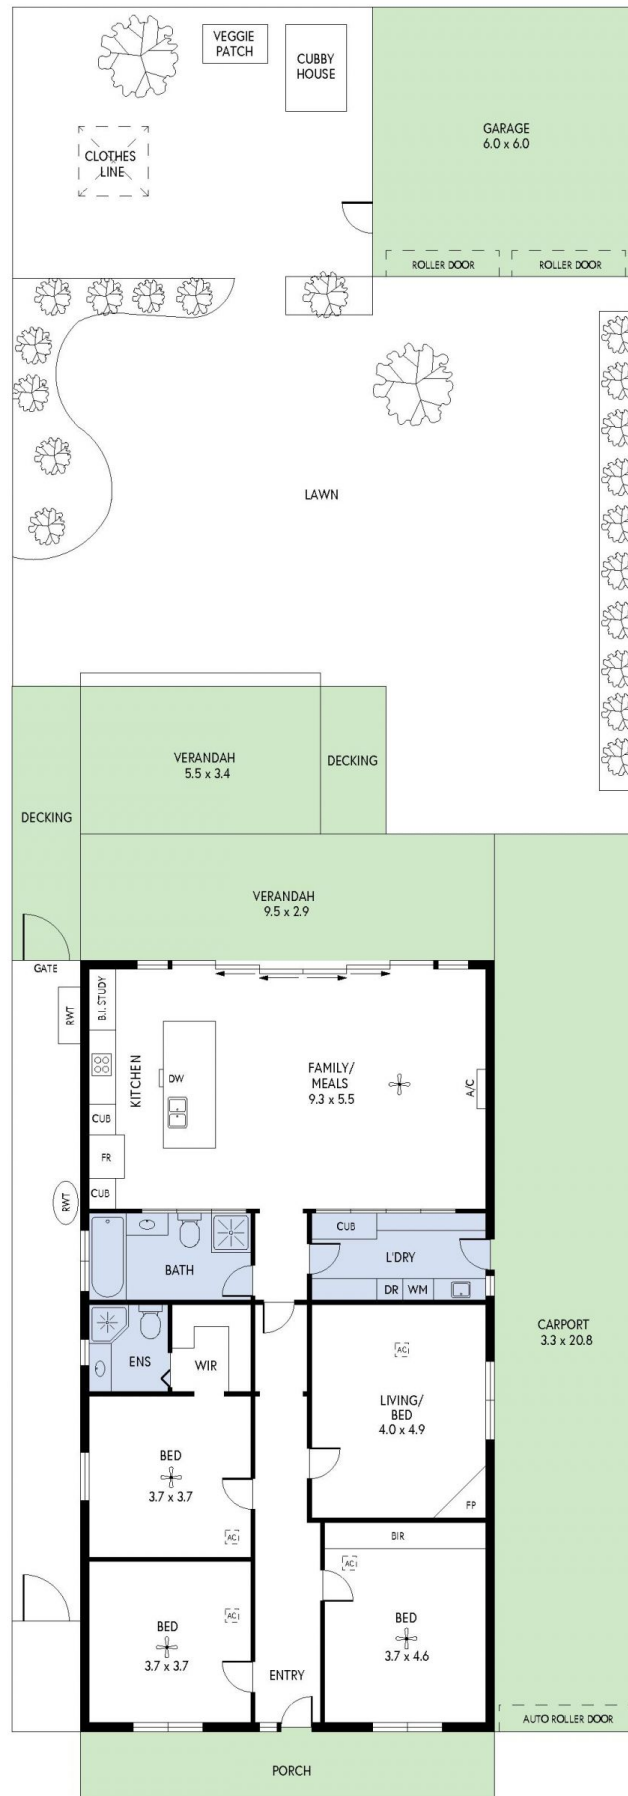 VEGGIE
PATCH
CUBBY
HOUSE
GARAGE
6.0 x 6.0
CLOTHES
LINE
ROLLER DOOR
ROLLER DOOR
LAWN
VERANDAH
5.5 x 3.4
DECKING
DECKING
VERANDAH
9.5 x 2.9
GATE
RWT
B.I. STUDY
KITCHEN
DW
FAMILY/
MEALS
9.3 x 5.5
A/C
CUB
FR
CUB
RWT
BATH
CUB
L'DRY
DR
WM
ENS
WIR
AC
LIVING/
BED
4.0 x 4.9
FP
CARPORT
3.3 x 20.8
BED
3.7 x 3.7
AC
BIR
AC
BED
3.7 x 4.6
AC
BED
3.7 x 3.7
ENTRY
AUTO ROLLER DOOR
PORCH